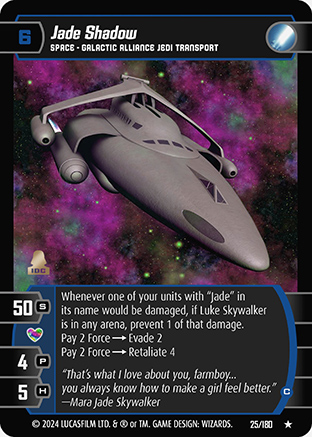 6
Jade Shadow
SPACE - GALACTIC ALLIANCE JEDI TRANSPORT
IDC
50 S
4 P
5 H
Whenever one of your units with “Jade” in
its name would be damaged, if Luke Skywalker
is in any arena, prevent 1 of that damage.
Pay 2 Force → Evade 2
Pay 2 Force → Retaliate 4
“That’s what I love about you, farmboy...
you always know how to make a girl feel better.”
—Mara Jade Skywalker
C
© 2024 LUCASFILM LTD. & ® or TM. GAME DESIGN: WIZARDS.
25/180 ★